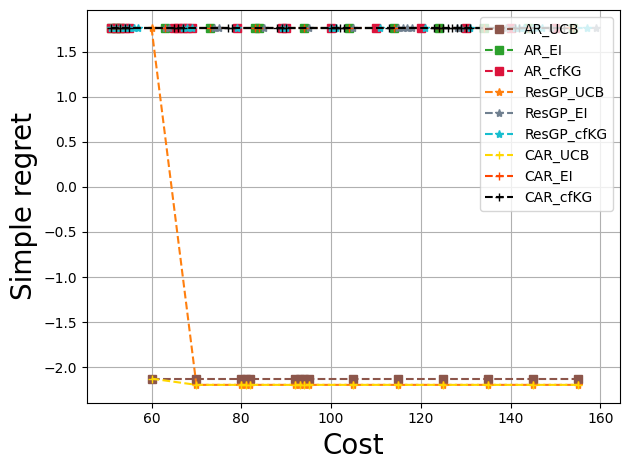 Simple regret
1.5
1.0
0.5
0.0
−0.5
−1.0
−1.5
−2.0
AR_UCB
AR_EI
AR_cfKG
ResGP_UCB
ResGP_EI
ResGP_cfKG
CAR_UCB
CAR_EI
CAR_cfKG
60 80 100 120 140 160
Cost